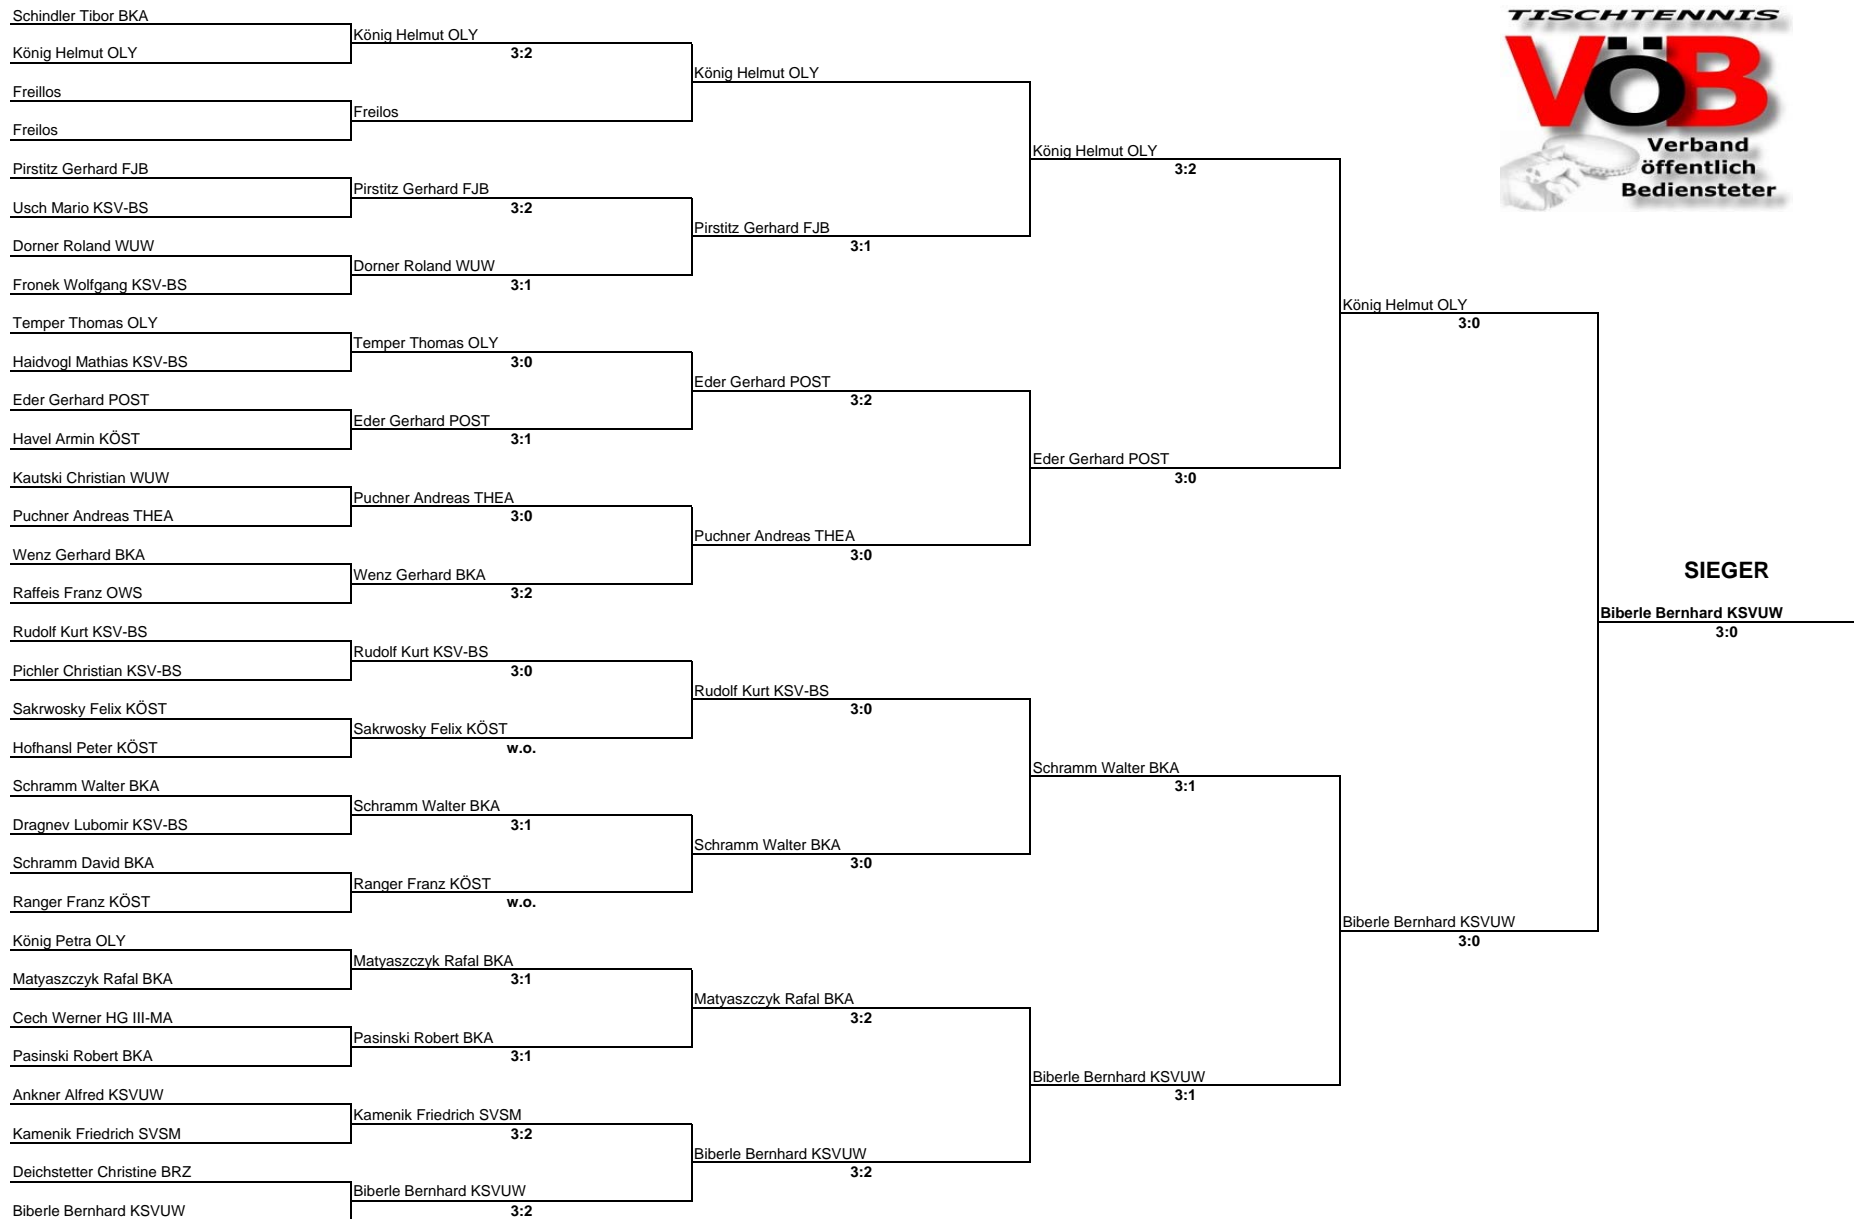 Schindler Tibor BKA
König Helmut OLY
Freillos
Freilos
Pirstitz Gerhard FJB
Usch Mario KSV-BS
Dorner Roland WUW
Fronek Wolfgang KSV-BS
Temper Thomas OLY
Haidvogl Mathias KSV-BS
Eder Gerhard POST
Havel Armin KÖST
Kautski Christian WUW
Puchner Andreas THEA
Wenz Gerhard BKA
Raffeis Franz OWS
Rudolf Kurt KSV-BS
Pichler Christian KSV-BS
Sakrwosky Felix KÖST
Hofhansl Peter KÖST
Schramm Walter BKA
Dragnev Lubomir KSV-BS
Schramm David BKA
Ranger Franz KÖST
König Petra OLY
Matyaszczyk Rafal BKA
Cech Werner HG III-MA
Pasinski Robert BKA
Ankner Alfred KSVUW
Kamenik Friedrich SVSM
Deichstetter Christine BRZ
Biberle Bernhard KSVUW
König Helmut OLY
3:2
Freilos
Pirstitz Gerhard FJB
3:2
Dorner Roland WUW
3:1
Temper Thomas OLY
3:0
Eder Gerhard POST
3:1
Puchner Andreas THEA
3:0
Wenz Gerhard BKA
3:2
Rudolf Kurt KSV-BS
3:0
Sakrwosky Felix KÖST
w.o.
Schramm Walter BKA
3:1
Ranger Franz KÖST
w.o.
Matyaszczyk Rafal BKA
3:1
Pasinski Robert BKA
3:1
Kamenik Friedrich SVSM
3:2
Biberle Bernhard KSVUW
3:2
König Helmut OLY
Pirstitz Gerhard FJB
3:1
Eder Gerhard POST
3:2
Puchner Andreas THEA
3:0
Rudolf Kurt KSV-BS
3:0
Schramm Walter BKA
3:0
Matyaszczyk Rafal BKA
3:2
Biberle Bernhard KSVUW
3:2
König Helmut OLY
3:2
Eder Gerhard POST
3:0
Schramm Walter BKA
3:1
Biberle Bernhard KSVUW
3:1
König Helmut OLY
3:0
Biberle Bernhard KSVUW
3:0
SIEGER
Biberle Bernhard KSVUW
3:0
TISCHTENNIS
VÖB
Verband
öffentlich
Bediensteter